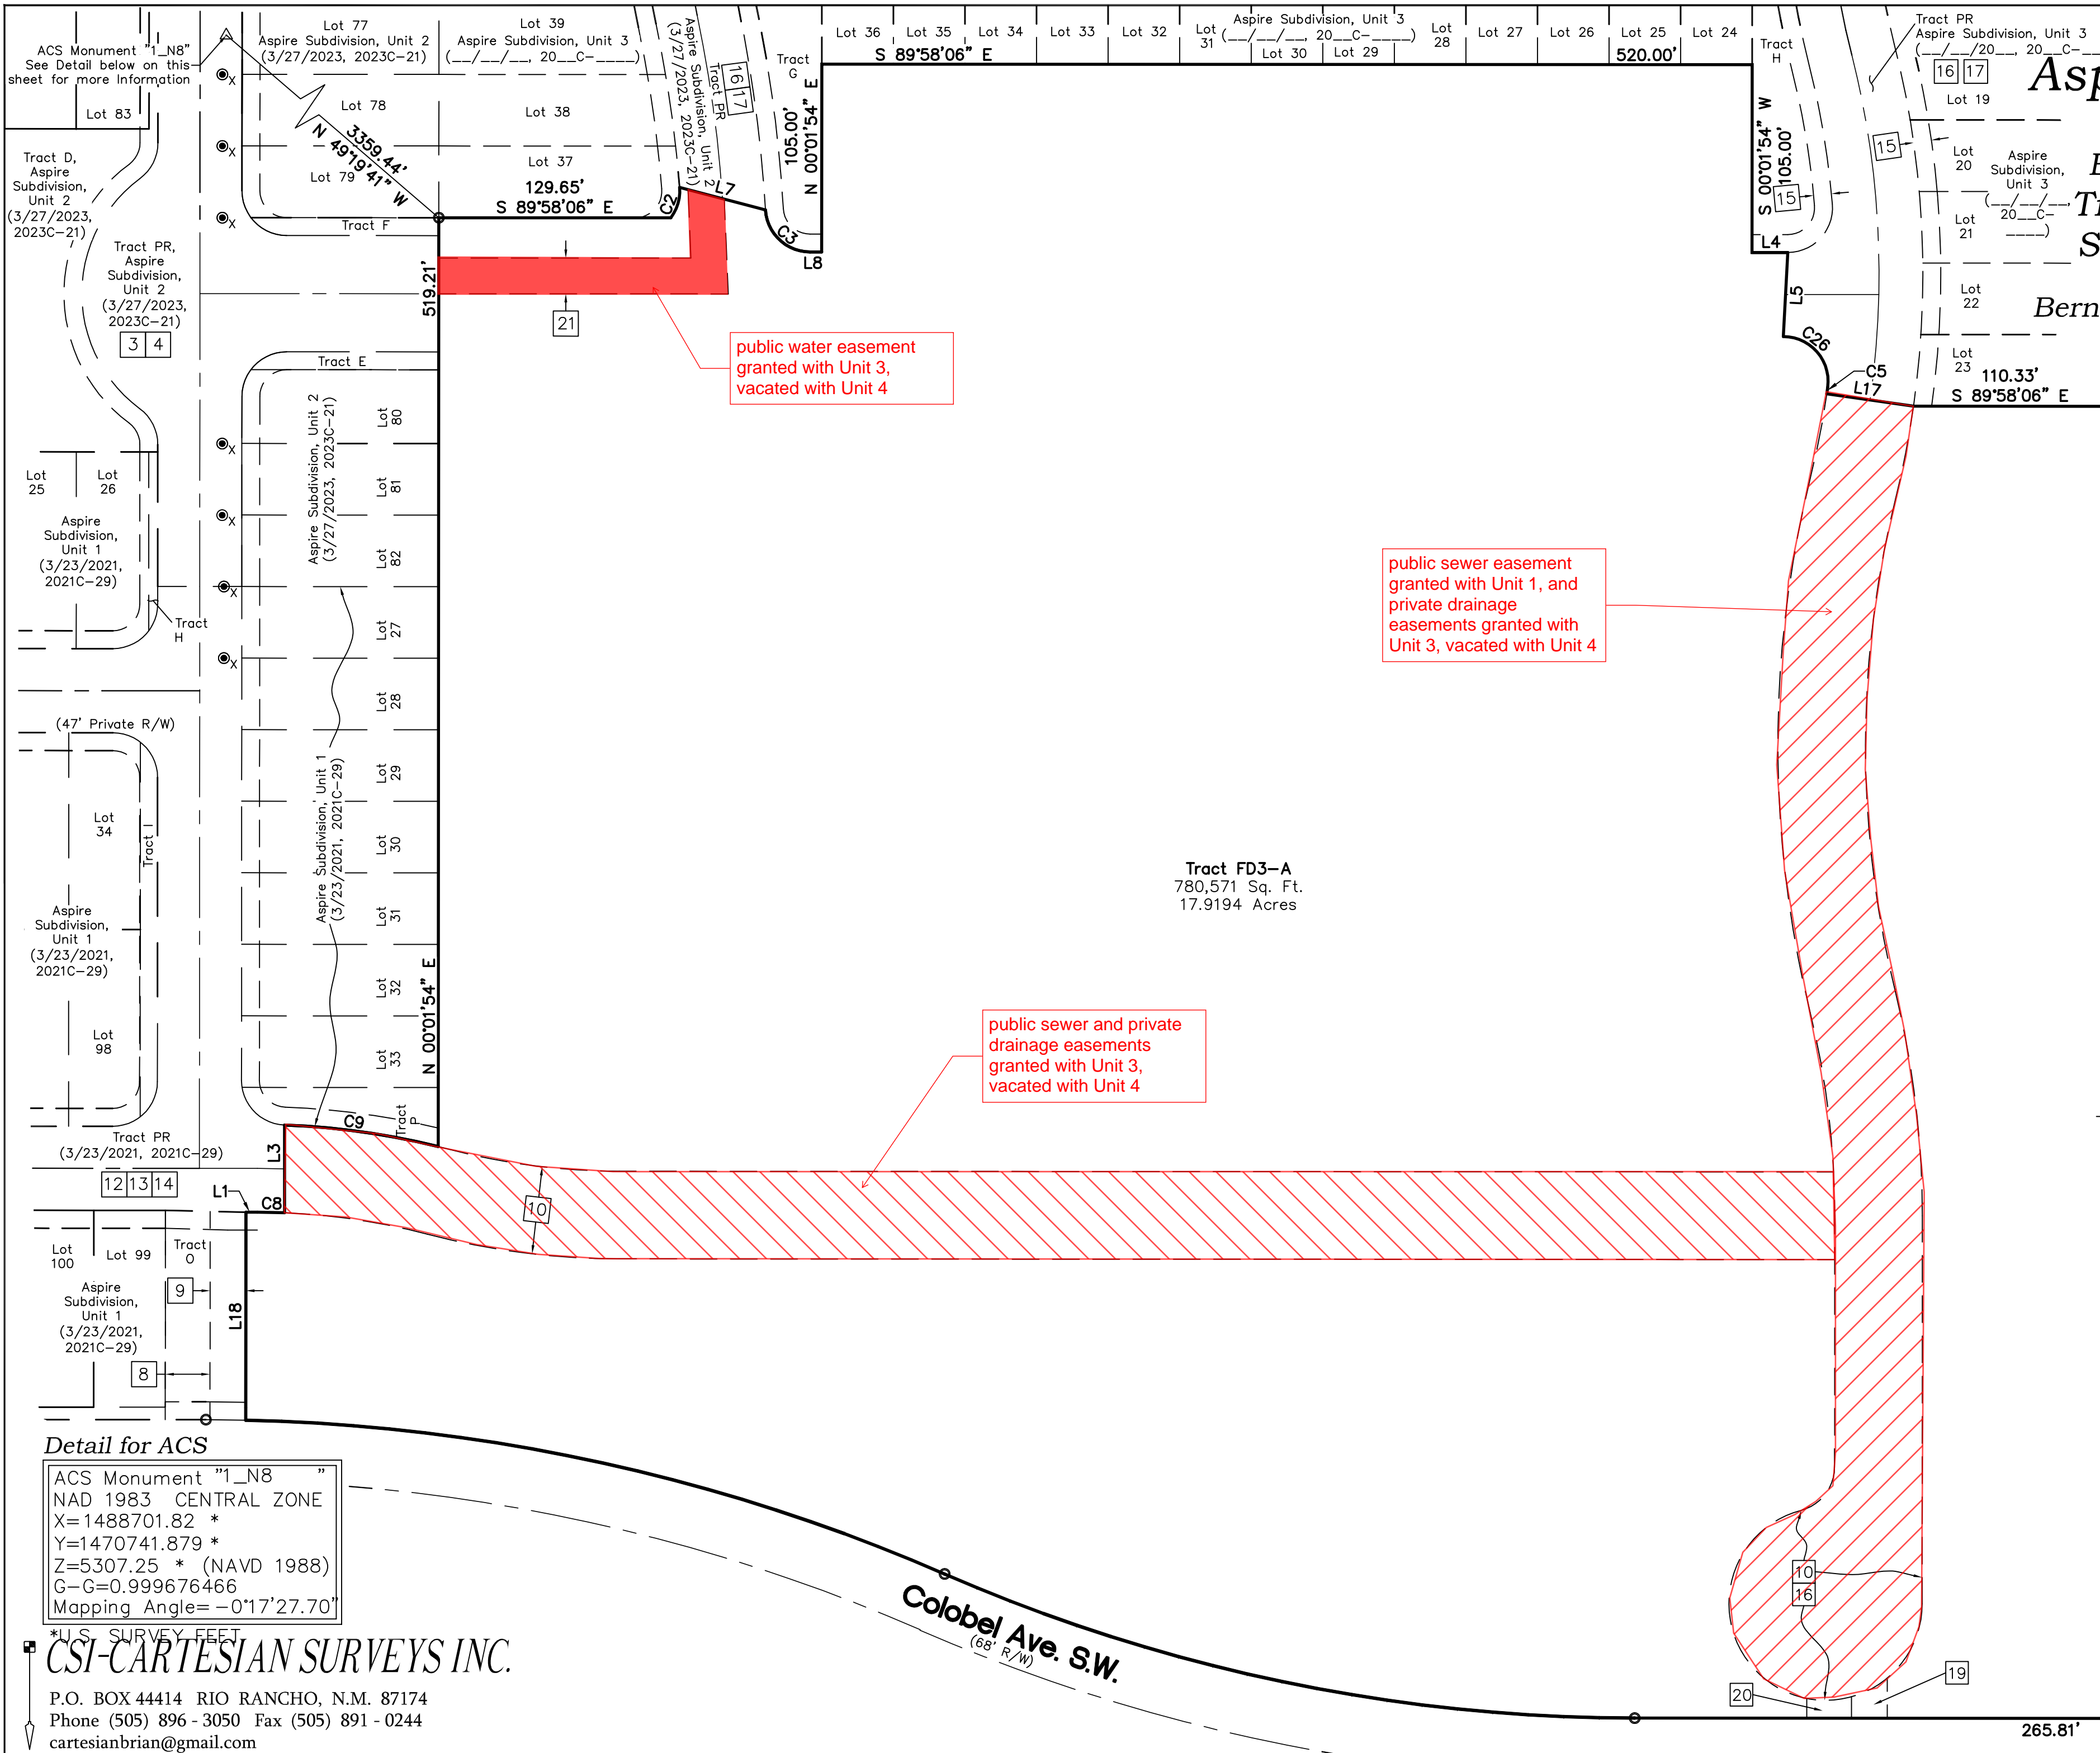 ACS Monument "1_N8"
See Detail below on this
sheet for more Information
Lot 83
Lot 77
Aspire Subdivision, Unit 2
(3/27/2023, 2023C-21)
Lot 39
Aspire Subdivision, Unit 3
(__/__/__, 20__C-____)
Lot 78
Lot 38
Lot 79
Lot 37
3359.44'
N 49°19'41" W
129.65'
S 89°58'06" E
Tract F
Aspire Subdivision, Unit 2
(3/27/2023, 2023C-21)
Tract PR
16 17
Tract
G
C2
L7
C3
L8
105.00'
N 00°01'54" E
Lot 36
Lot 35
Lot 34
Lot 33
Lot 32
Lot
31
Aspire Subdivision, Unit 3
(__/__/__, 20__C-____)
Lot 30
Lot 29
Lot
28
Lot 27
Lot 26
Lot 25
Lot 24
S 89°58'06" E
520.00'
Tract
H
S 00°01'54" W
105.00'
15
L4
L5
C26
C5
L17
Tract PR
Aspire Subdivision, Unit 3
(__/__/20__, 20__C-__
16 17
Lot 19
15
Lot
20
Aspire
Subdivision,
Unit 3
(__/__/__,
20__C-
____)
Lot
21
Lot
22
Lot
23
110.33'
S 89°58'06" E
Asp
Bern
Tract D,
Aspire
Subdivision,
Unit 2
(3/27/2023,
2023C-21)
Tract PR,
Aspire
Subdivision,
Unit 2
(3/27/2023,
2023C-21)
3 4
519.21'
21
public water easement
granted with Unit 3,
vacated with Unit 4
Tract E
Aspire Subdivision, Unit 2
(3/27/2023, 2023C-21)
Lot
80
Lot
81
Lot
82
Lot
27
Lot
28
Lot
29
Lot
30
Lot
31
Lot
32
Lot
33
Lot
25
Lot
26
Aspire
Subdivision,
Unit 1
(3/23/2021,
2021C-29)
Tract
H
(47' Private R/W)
Aspire Subdivision, Unit 1
(3/23/2021, 2021C-29)
Lot
34
Tract I
Aspire
Subdivision,
Unit 1
(3/23/2021,
2021C-29)
Lot
98
N 00°01'54" E
public sewer easement
granted with Unit 1, and
private drainage
easements granted with
Unit 3, vacated with Unit 4
Tract FD3-A
780,571 Sq. Ft.
17.9194 Acres
public sewer and private
drainage easements
granted with Unit 3,
vacated with Unit 4
C9
Tract
P
Tract PR
(3/23/2021, 2021C-29)
12 13 14
L3
L1
C8
10
Lot
100
Lot 99
Tract
O
9
Aspire
Subdivision,
Unit 1
(3/23/2021,
2021C-29)
8
L18
Detail for ACS
ACS Monument "1_N8 "
NAD 1983 CENTRAL ZONE
X=1488701.82 *
Y=1470741.879 *
Z=5307.25 * (NAVD 1988)
G-G=0.999676466
Mapping Angle= -0°17'27.70"
*U.S. SURVEY FEET
CSI-CARTESIAN SURVEYS INC.
P.O. BOX 44414 RIO RANCHO, N.M. 87174
Phone (505) 896 - 3050 Fax (505) 891 - 0244
cartesianbrian@gmail.com
Colobel Ave. S.W.
(68' R/W)
10
16
19
20
265.81'